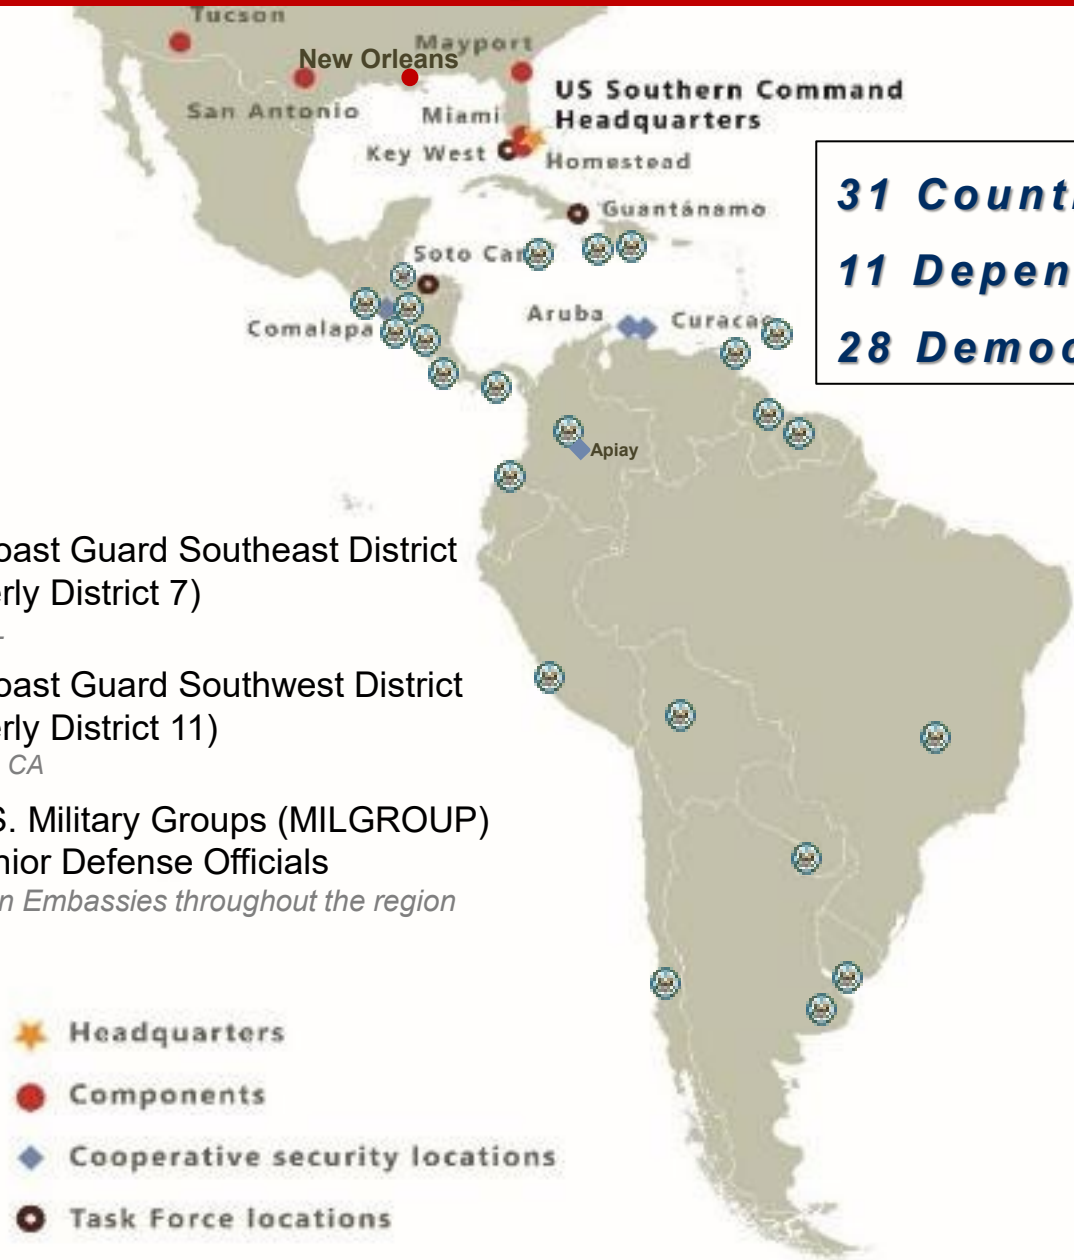 Tucson
New Orleans
Mayport
San Antonio
Miami
US Southern Command
Headquarters
Key West
Homestead
Guantánamo
31 Count
11 Depen
28 Democ
Soto Ca
Comalapa
Aruba
Curacao
Apiay
oast Guard Southeast District
erly District 7)
oast Guard Southwest District
erly District 11)
CA
S. Military Groups (MILGROUP)
nior Defense Officials
n Embassies throughout the region
Headquarters
Components
Cooperative security locations
Task Force locations